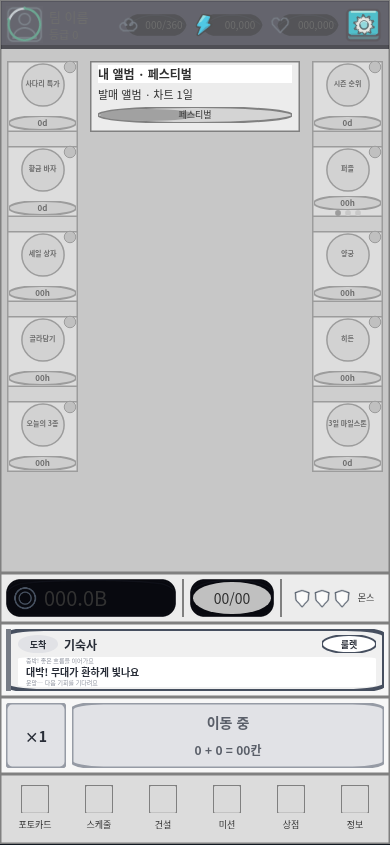 000/360
00,000
000,000
내 앨범 · 페스티벌
발매 앨범 · 차트 1일
페스티벌
사다리 특가
0d
황금 바자
0d
세일 상자
00h
골라담기
00h
오늘의 3종
00h
시즌 순위
0d
퍼즐
00h
양궁
00h
히든
00h
3일 마일스톤
0d
000.0B
00/00
몬스
도착
기숙사
룰렛
대박! 무대가 환하게 빛나요
×1
이동 중
0 + 0 = 00칸
포토카드
스케줄
건설
미션
상점
정보